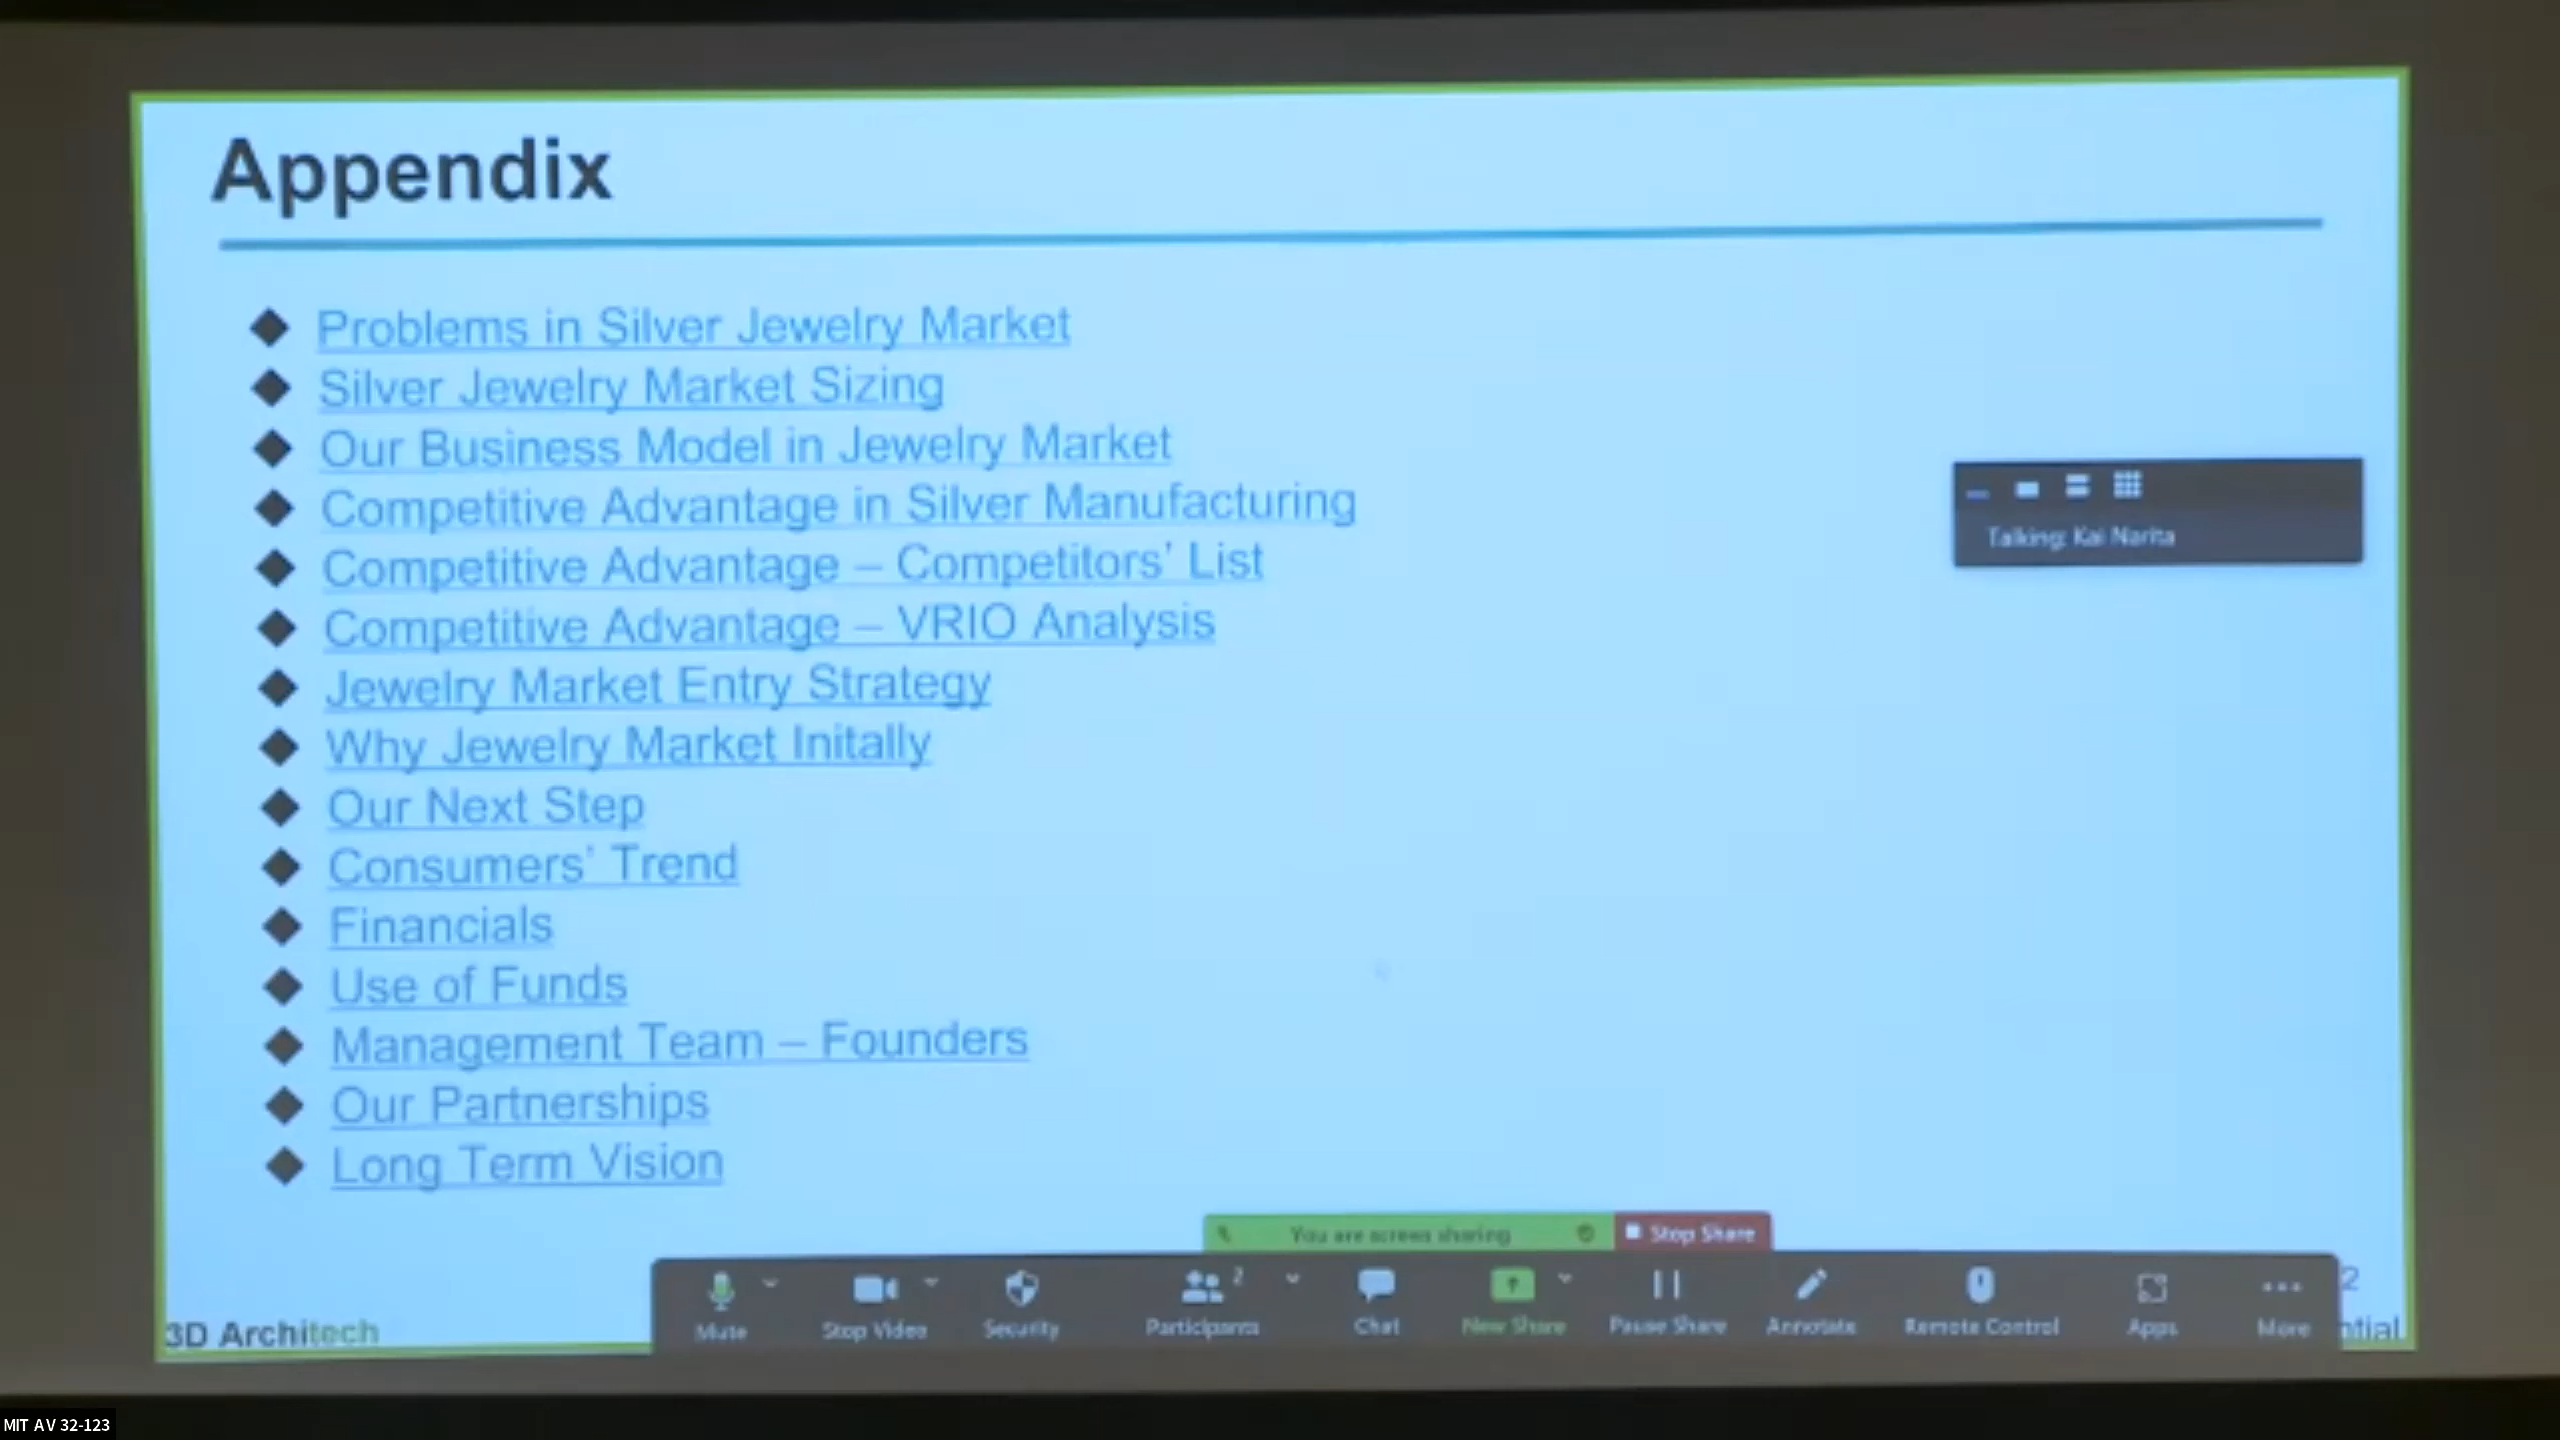 Appendix
Problems in Silver Jewelry Market
Silver Jewelry Market Sizing
Our Business Model in Jewelry Market
Competitive Advantage in Silver Manufacturing
Competitive Advantage – Competitors' List
Competitive Advantage – VRIO Analysis
Jewelry Market Entry Strategy
Why Jewelry Market Initally
Our Next Step
Consumers' Trend
Financials
Use of Funds
Management Team – Founders
Our Partnerships
Long Term Vision
Talking: Kai Narita
You are screen sharing Stop Share
2
2
Mute Stop Video Security Participants Chat New Share Pause Share Annotate Remote Control Apps More
3D Architech
ntial
MIT AV 32-123